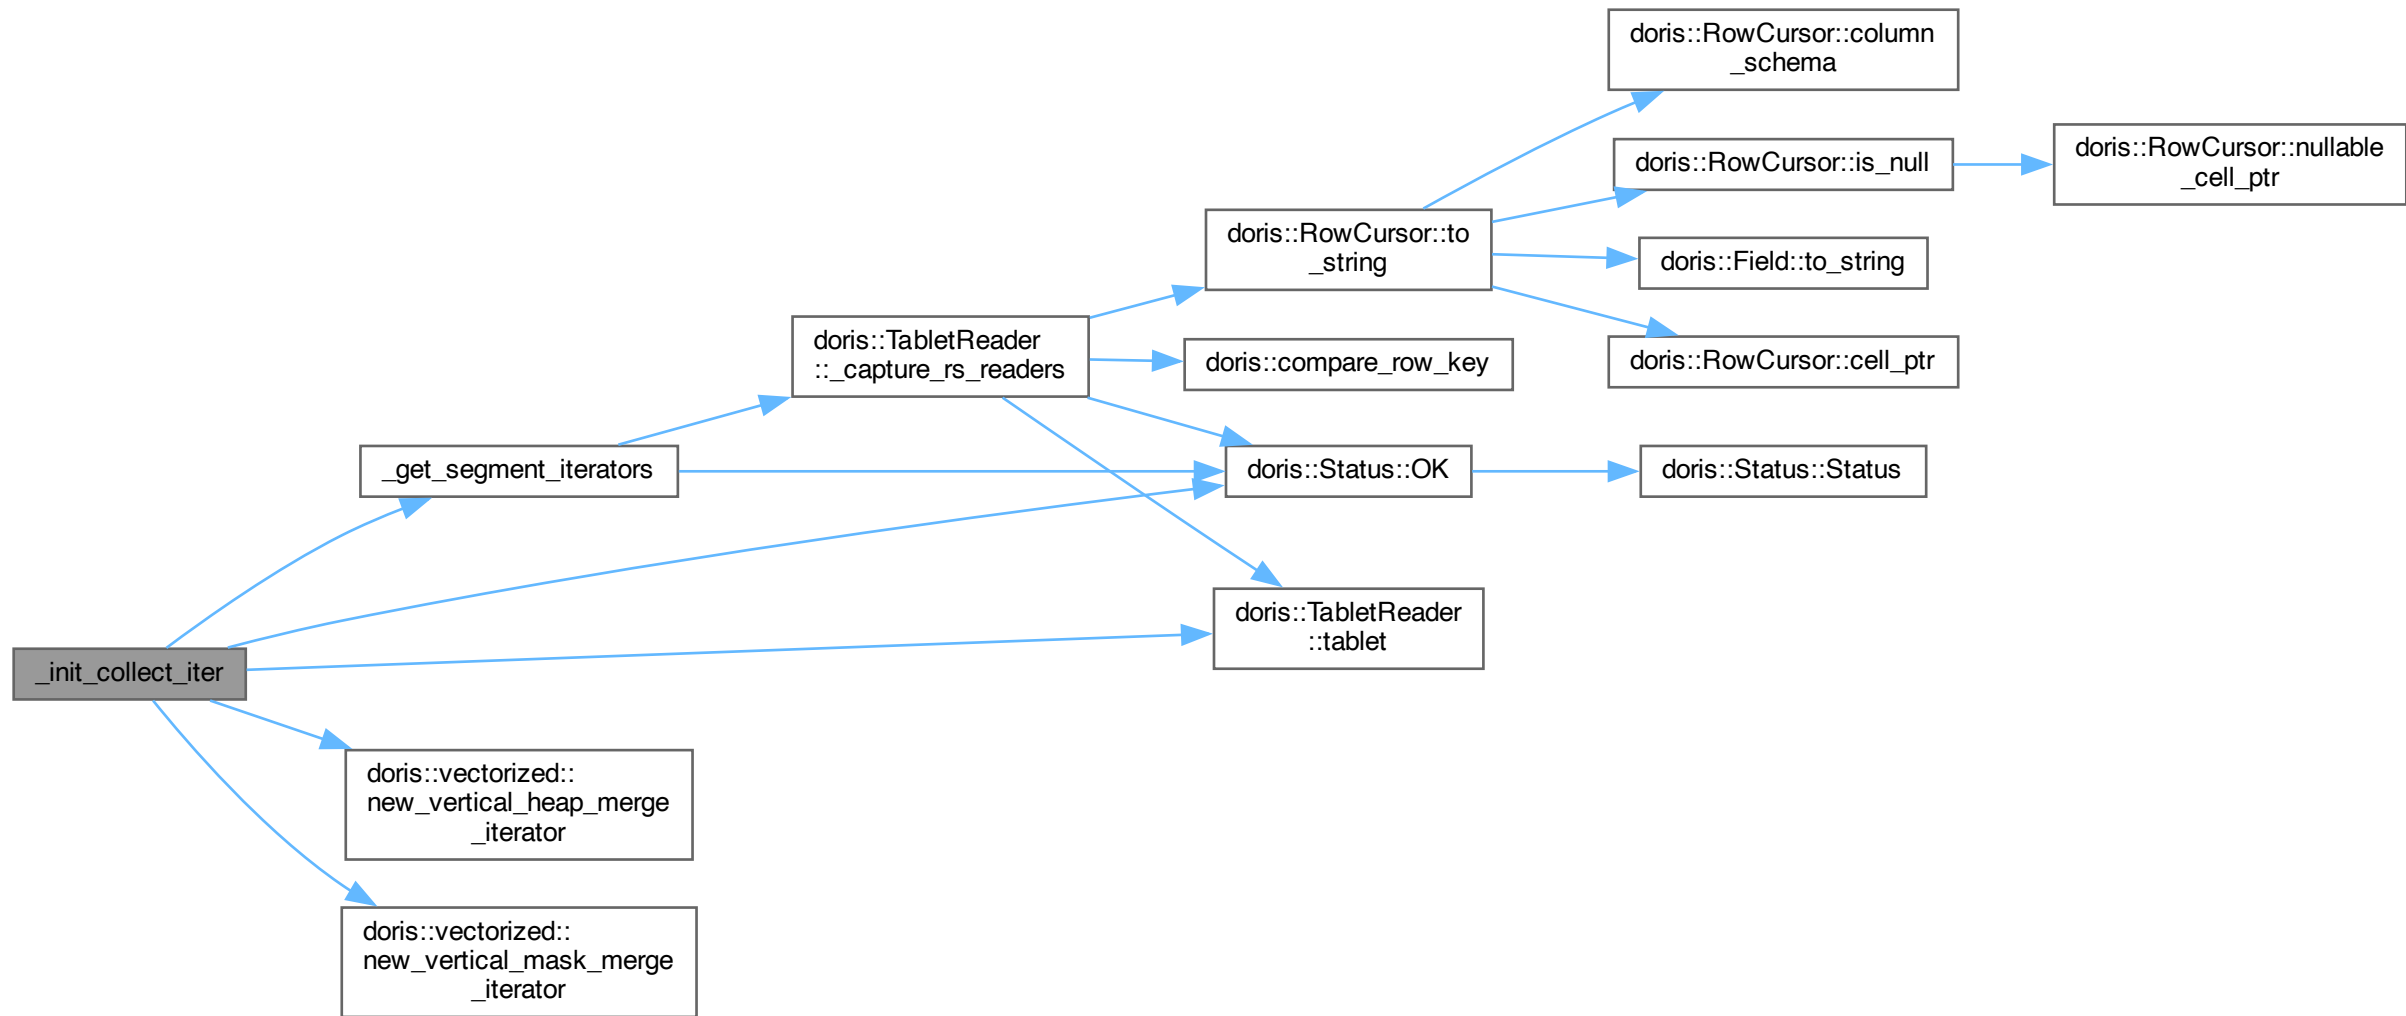 doris::RowCursor::column
_schema
doris::RowCursor::is_null
doris::RowCursor::nullable
_cell_ptr
doris::RowCursor::to
_string
doris::Field::to_string
doris::RowCursor::cell_ptr
doris::TabletReader
::_capture_rs_readers
doris::compare_row_key
_get_segment_iterators
doris::Status::OK
doris::Status::Status
doris::TabletReader
::tablet
_init_collect_iter
doris::vectorized::
new_vertical_heap_merge
_iterator
doris::vectorized::
new_vertical_mask_merge
_iterator